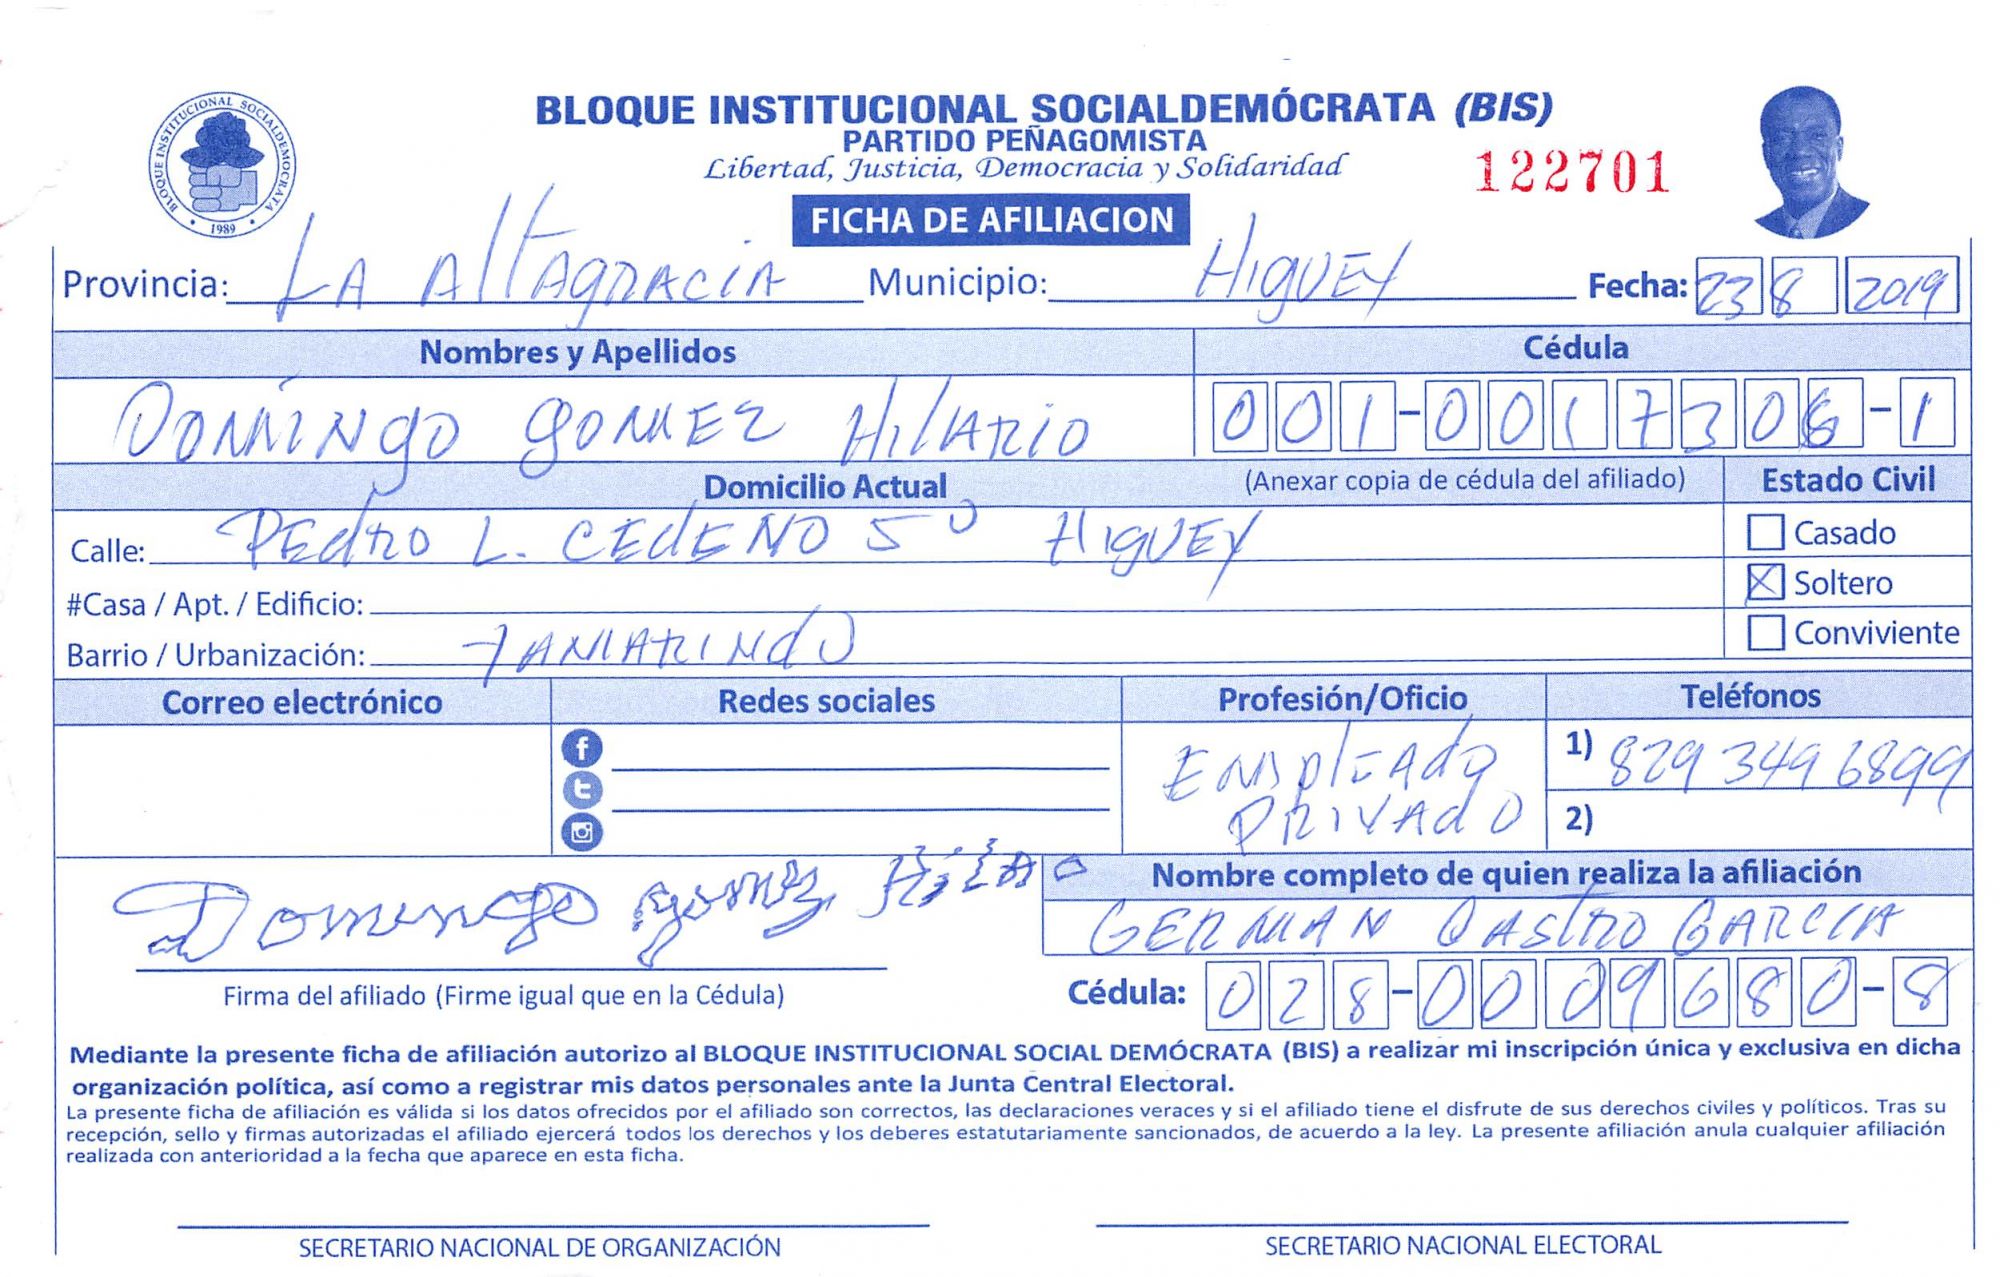 BLOQUE INSTITUCIONAL SOCIALDEMÓCRATA (BIS)
PARTIDO PEÑAGOMISTA
Libertad, Justicia, Democracia y Solidaridad
122701
BLOQUE INSTITUCIONAL SOCIALDEMOCRATA
1989
FICHA DE AFILIACION
Provincia: LA AltAgRACIA Municipio: HIgUEY Fecha: 23 8 2019
Nombres y Apellidos Cédula
DOMINgO gOMEZ HilARIO 001-0017306-1
Domicilio Actual (Anexar copia de cédula del afiliado) Estado Civil
Calle: PEdRO L. CEdENO 50 HIgUEY
Casado
#Casa / Apt. / Edificio:
Soltero
Barrio / Urbanización: TAMARINdO
Conviviente
Correo electrónico Redes sociales Profesión/Oficio Teléfonos
EMplEAdO 1) 829 349 6899
PRIVAdO 2)
Domingo gomez Hilario
Nombre completo de quien realiza la afiliación
GERMAN CAStRO GARCIA
Firma del afiliado (Firme igual que en la Cédula) Cédula: 028-0009680-8
Mediante la presente ficha de afiliación autorizo al BLOQUE INSTITUCIONAL SOCIAL DEMÓCRATA (BIS) a realizar mi inscripción única y exclusiva en dicha
organización política, así como a registrar mis datos personales ante la Junta Central Electoral.
La presente ficha de afiliación es válida si los datos ofrecidos por el afiliado son correctos, las declaraciones veraces y si el afiliado tiene el disfrute de sus derechos civiles y políticos. Tras su
recepción, sello y firmas autorizadas el afiliado ejercerá todos los derechos y los deberes estatutariamente sancionados, de acuerdo a la ley. La presente afiliación anula cualquier afiliación
realizada con anterioridad a la fecha que aparece en esta ficha.
SECRETARIO NACIONAL DE ORGANIZACIÓN SECRETARIO NACIONAL ELECTORAL